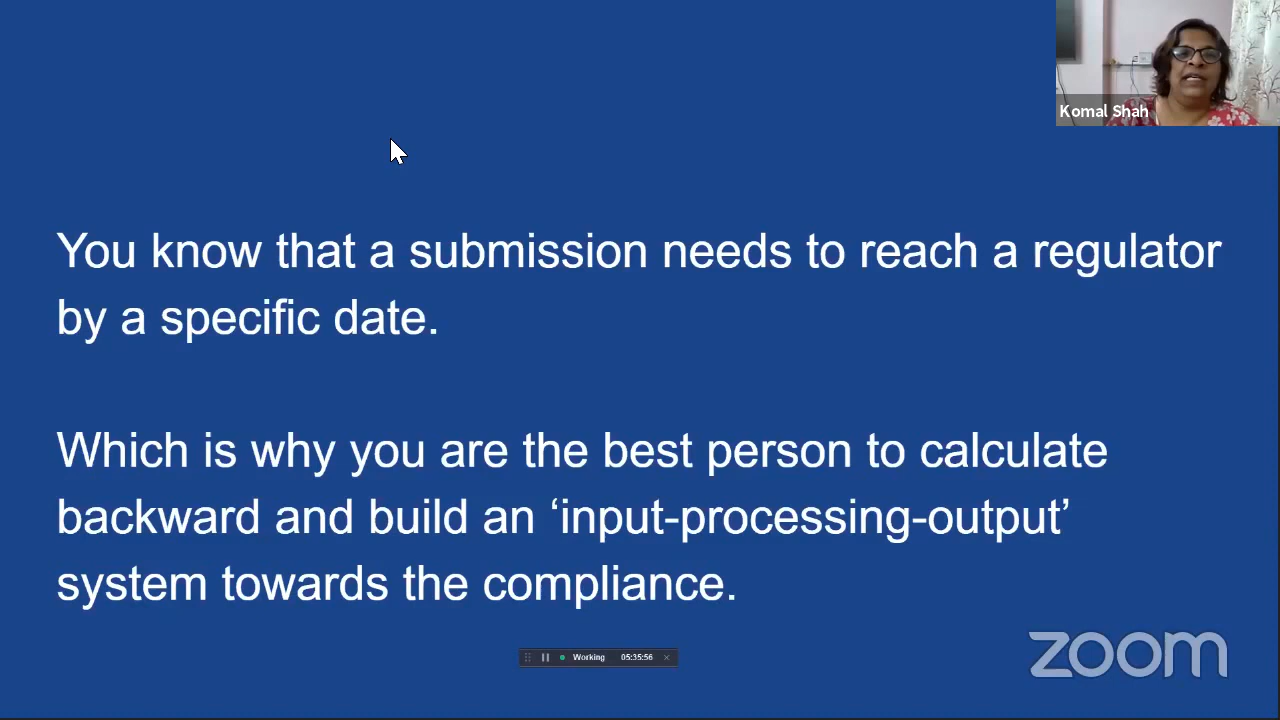 Komal Shah
You know that a submission needs to reach a regulator
by a specific date.
Which is why you are the best person to calculate
backward and build an ‘input-processing-output’
system towards the compliance.
Working 05:35:56
zoom